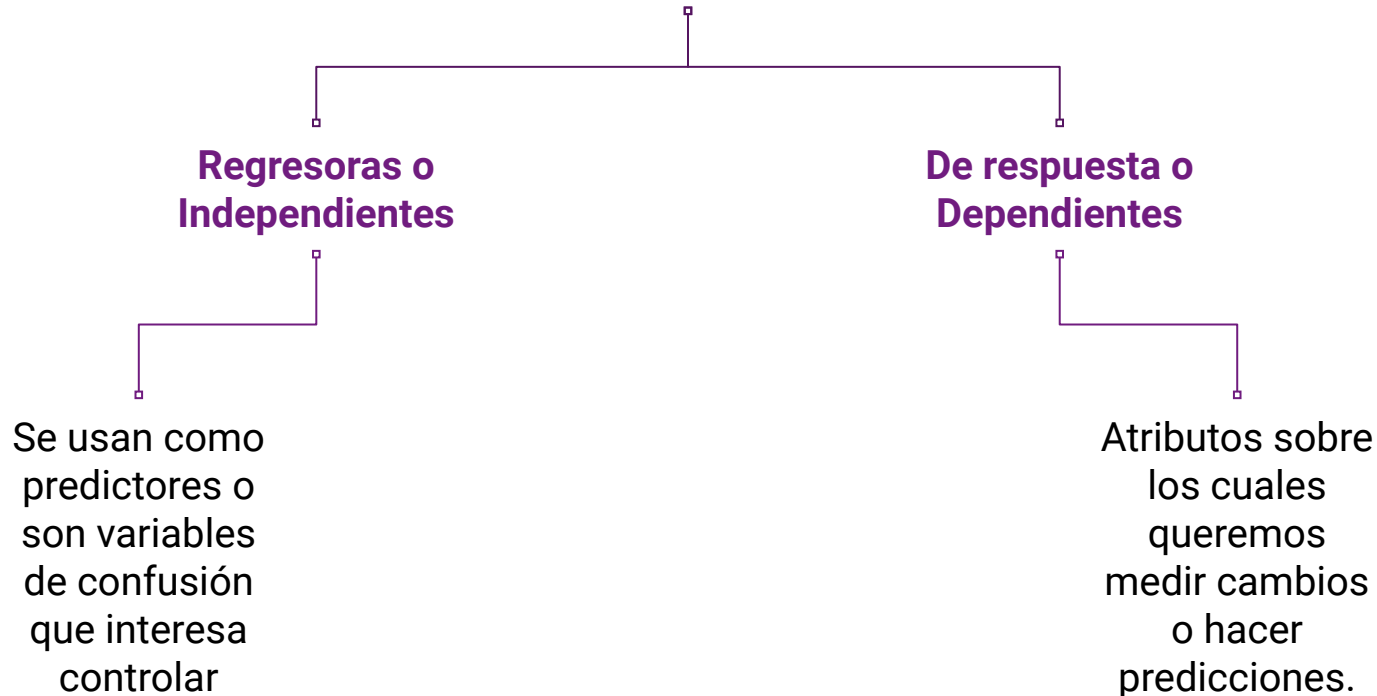 Regresoras o
Independientes
De respuesta o
Dependientes
Se usan como
predictores o
son variables
de confusión
que interesa
controlar
Atributos sobre
los cuales
queremos
medir cambios
o hacer
predicciones.